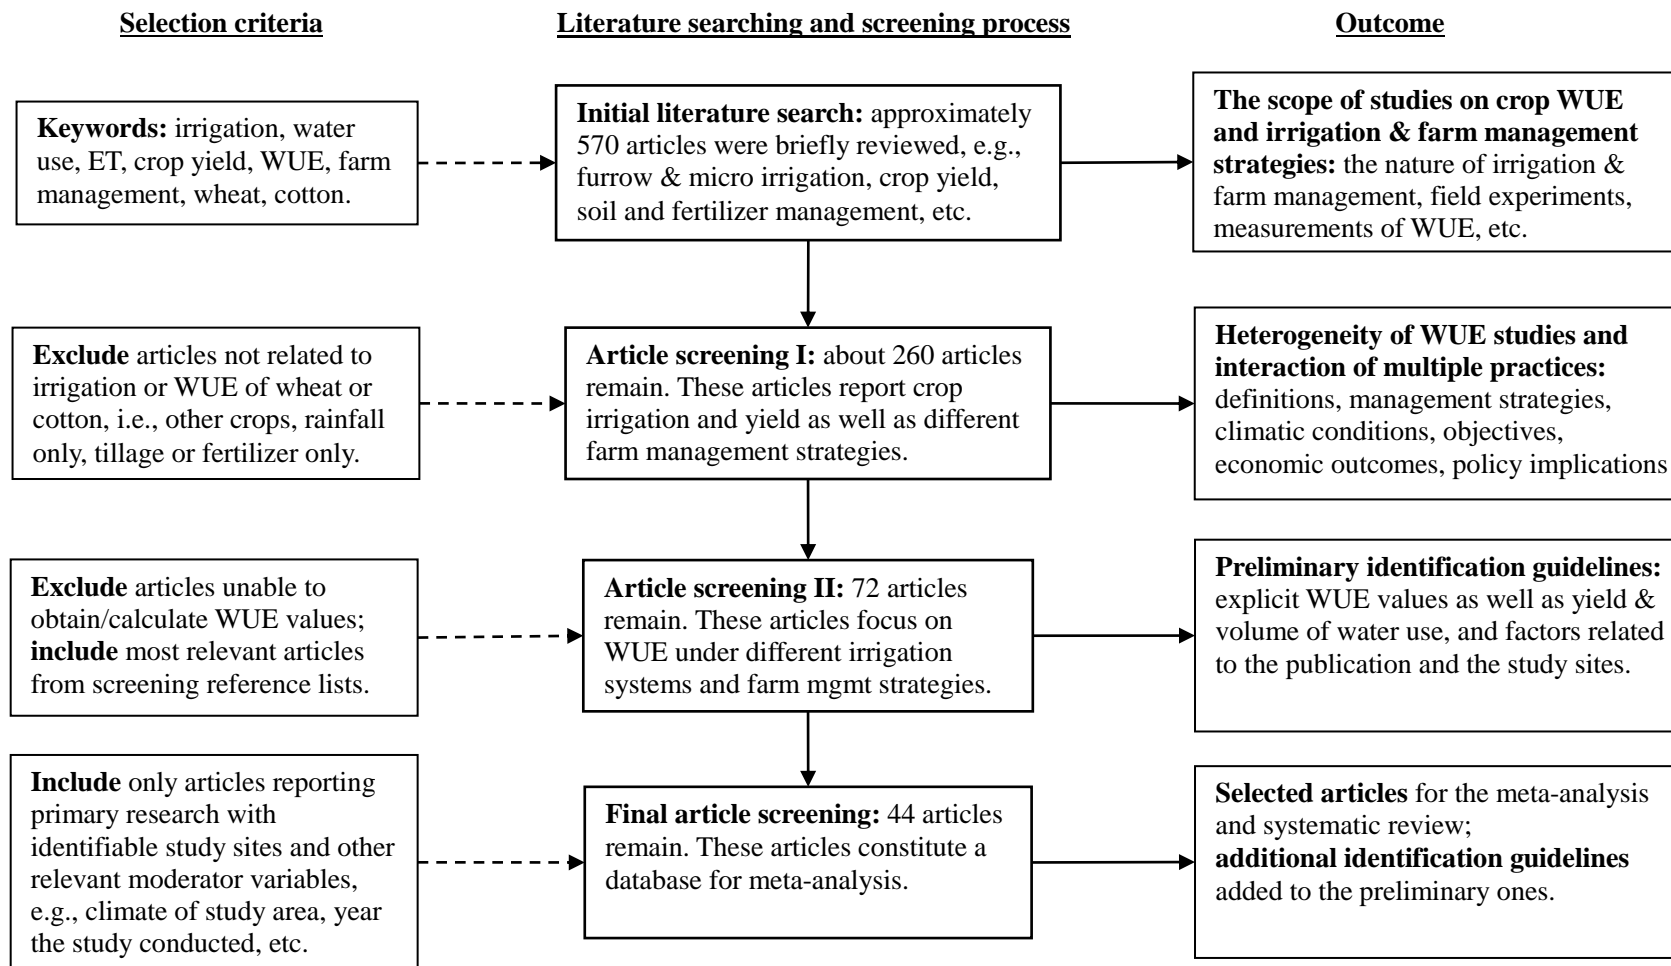 Selection criteria
Literature searching and screening process
Outcome
Keywords: irrigation, water
use, ET, crop yield, WUE, farm
management, wheat, cotton.
Initial literature search: approximately
570 articles were briefly reviewed, e.g.,
furrow & micro irrigation, crop yield,
soil and fertilizer management, etc.
The scope of studies on crop WUE
and irrigation & farm management
strategies: the nature of irrigation &
farm management, field experiments,
measurements of WUE, etc.
Exclude articles not related to
irrigation or WUE of wheat or
cotton, i.e., other crops, rainfall
only, tillage or fertilizer only.
Article screening I: about 260 articles
remain. These articles report crop
irrigation and yield as well as different
farm management strategies.
Heterogeneity of WUE studies and
interaction of multiple practices:
definitions, management strategies,
climatic conditions, objectives,
economic outcomes, policy implications
Exclude articles unable to
obtain/calculate WUE values;
include most relevant articles
from screening reference lists.
Article screening II: 72 articles
remain. These articles focus on
WUE under different irrigation
systems and farm mgmt strategies.
Preliminary identification guidelines:
explicit WUE values as well as yield &
volume of water use, and factors related
to the publication and the study sites.
Include only articles reporting
primary research with
identifiable study sites and other
relevant moderator variables,
e.g., climate of study area, year
the study conducted, etc.
Final article screening: 44 articles
remain. These articles constitute a
database for meta-analysis.
Selected articles for the meta-analysis
and systematic review;
additional identification guidelines
added to the preliminary ones.